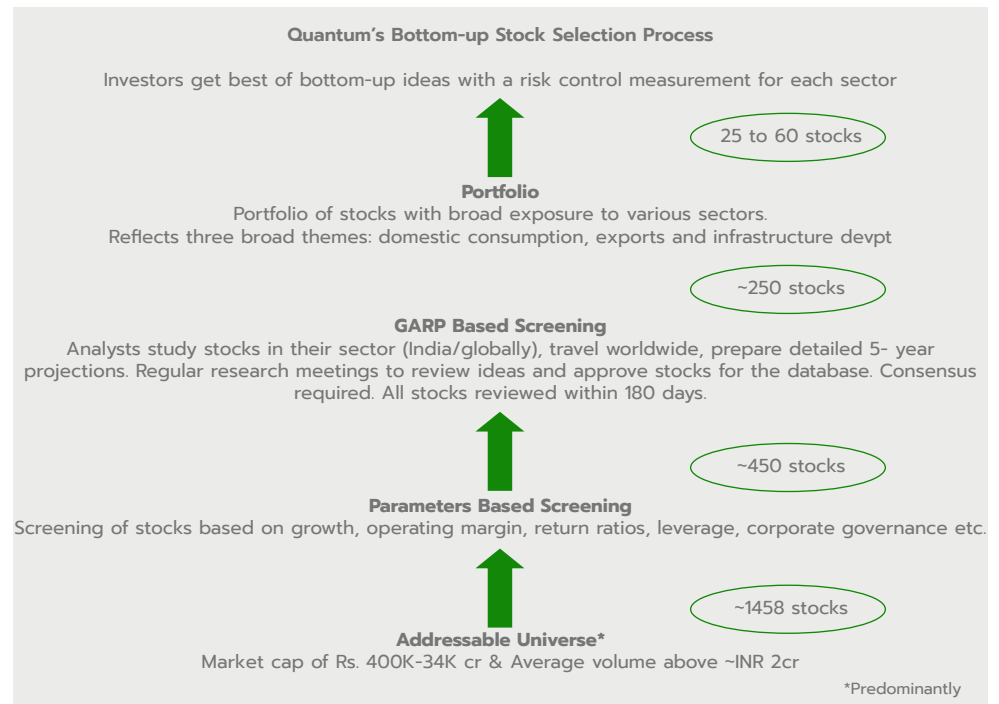 Quantum's Bottom-up Stock Selection Process
Investors get best of bottom-up ideas with a risk control measurement for each sector
25 to 60 stocks
Portfolio
Portfolio of stocks with broad exposure to various sectors.
Reflects three broad themes: domestic consumption, exports and infrastructure devpt
~250 stocks
GARP Based Screening
Analysts study stocks in their sector (India/globally), travel worldwide, prepare detailed 5- year
projections. Regular research meetings to review ideas and approve stocks for the database. Consensus
required. All stocks reviewed within 180 days.
~450 stocks
Parameters Based Screening
Screening of stocks based on growth, operating margin, return ratios, leverage, corporate governance etc.
~1458 stocks
Addressable Universe*
Market cap of Rs. 400K-34K cr & Average volume above ~INR 2cr
*Predominantly